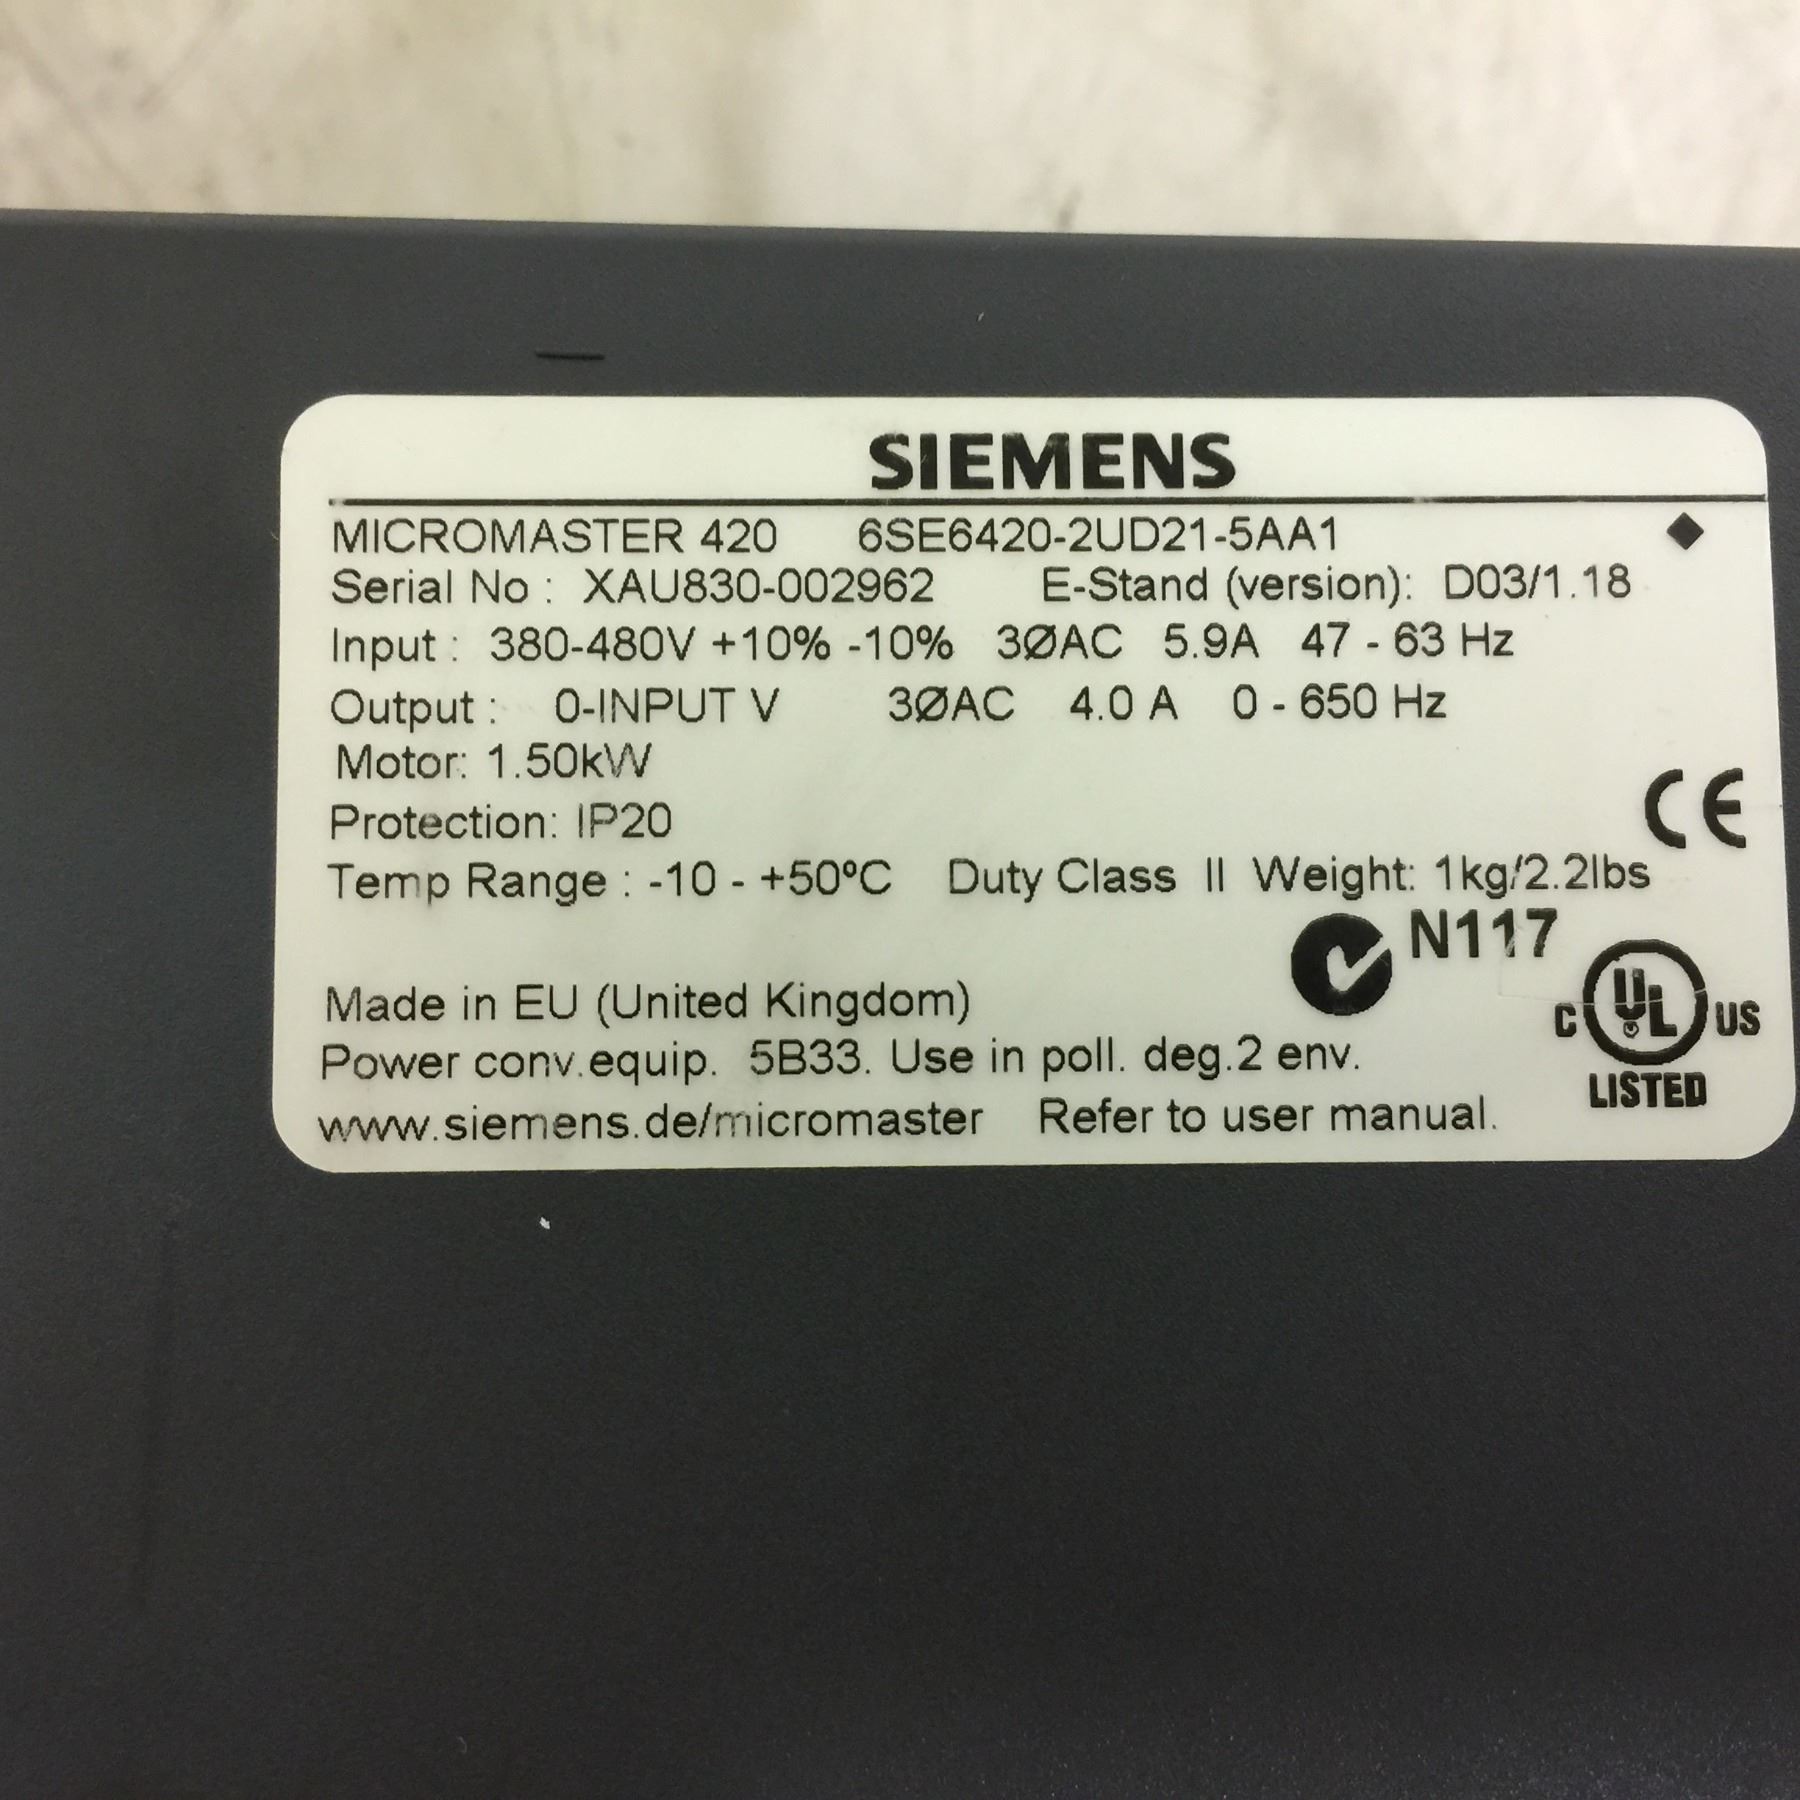 SIEMENS
MICROMASTER 420 6SE6420-2UD21-5AA1
Serial No : XAU830-002962 E-Stand (version): D03/1.18
Input : 380-480V +10% -10% 3ØAC 5.9A 47 - 63 Hz
Output : 0-INPUT V 3ØAC 4.0 A 0 - 650 Hz
Motor: 1.50kW
Protection: IP20
CE
Temp Range : -10 - +50ºC Duty Class II Weight: 1kg/2.2lbs
N117
Made in EU (United Kingdom)
C UL US
LISTED
Power conv.equip. 5B33. Use in poll. deg.2 env.
www.siemens.de/micromaster Refer to user manual.